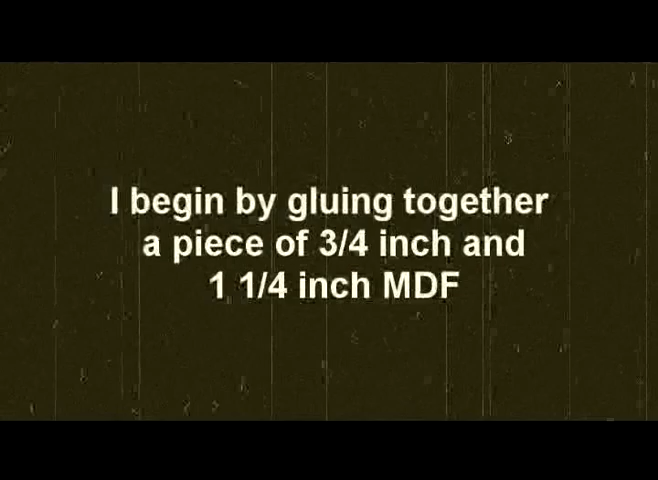 I begin by gluing together
a piece of 3/4 inch and
1 1/4 inch MDF